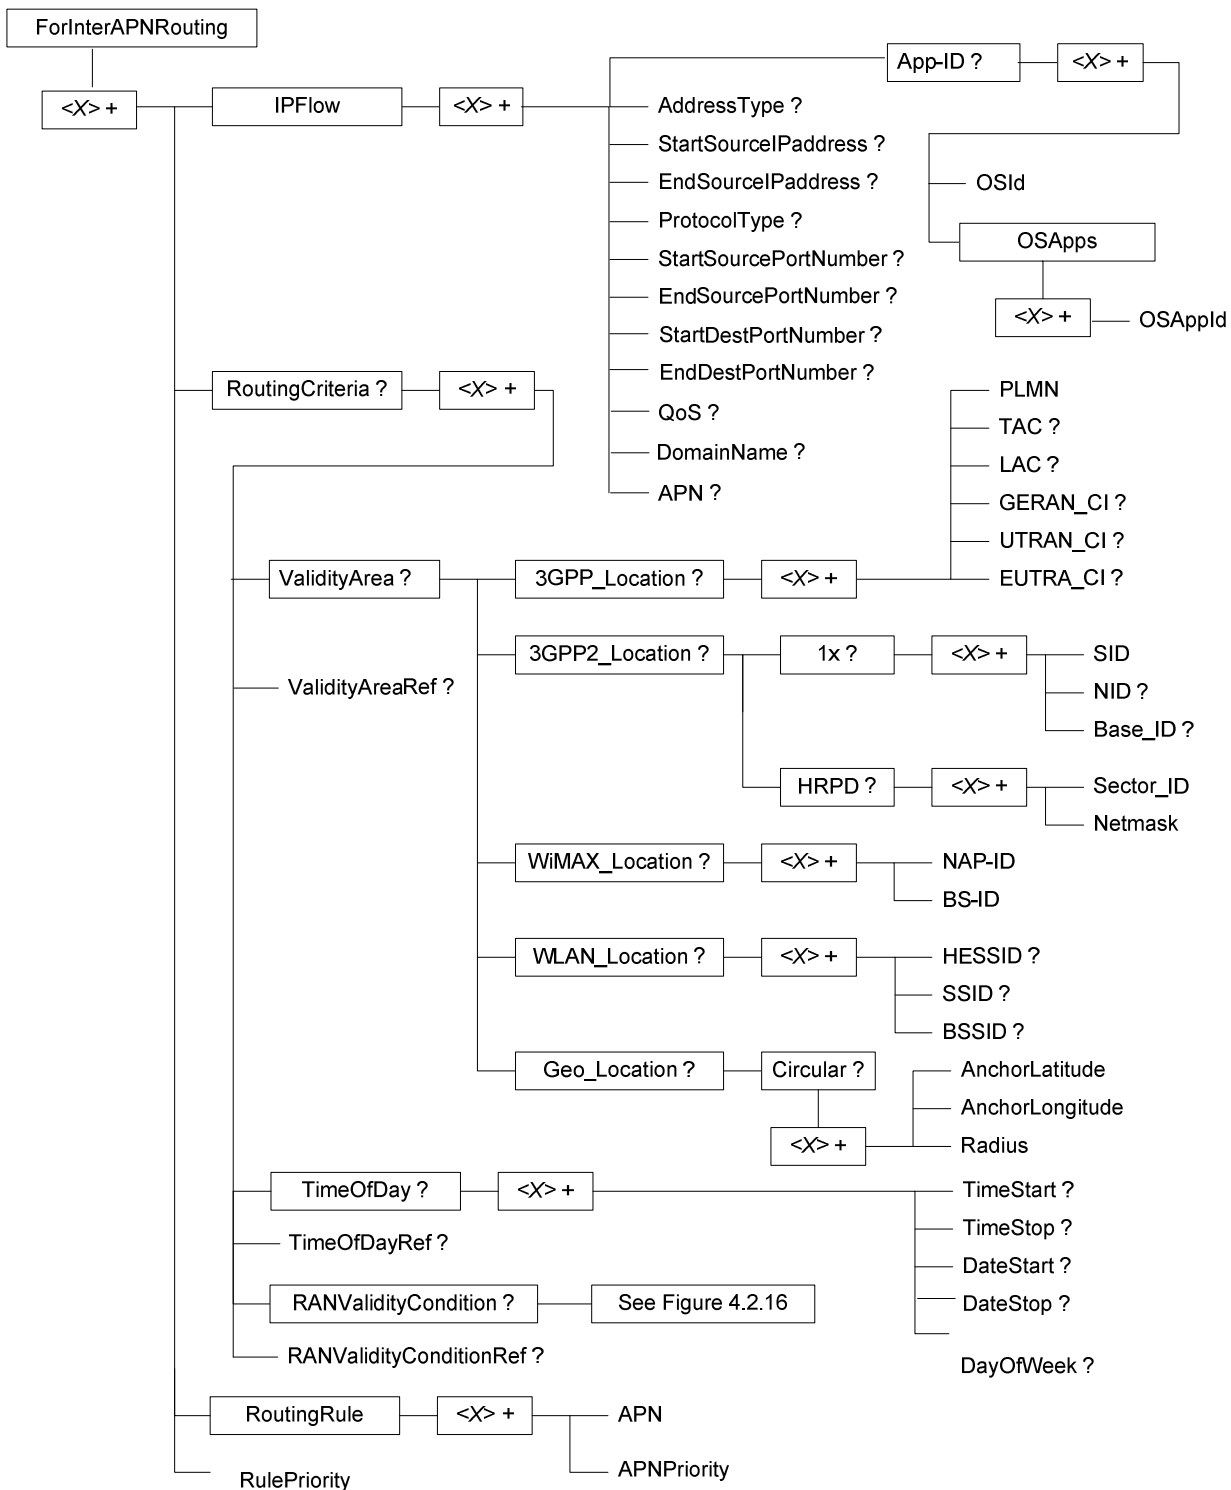 ForInterAPNRouting
<X> +
IPFlow
<X> +
App-ID ?
<X> +
AddressType ?
StartSourceIPaddress ?
EndSourceIPaddress ?
ProtocolType ?
StartSourcePortNumber ?
EndSourcePortNumber ?
StartDestPortNumber ?
EndDestPortNumber ?
QoS ?
DomainName ?
APN ?
OSId
OSApps
<X> +
OSAppId
RoutingCriteria ?
<X> +
ValidityArea ?
3GPP_Location ?
<X> +
PLMN
TAC ?
LAC ?
GERAN_CI ?
UTRAN_CI ?
EUTRA_CI ?
3GPP2_Location ?
1x ?
<X> +
SID
NID ?
Base_ID ?
HRPD ?
<X> +
Sector_ID
Netmask
ValidityAreaRef ?
WiMAX_Location ?
<X> +
NAP-ID
BS-ID
WLAN_Location ?
<X> +
HESSID ?
SSID ?
BSSID ?
Geo_Location ?
Circular ?
<X> +
AnchorLatitude
AnchorLongitude
Radius
TimeOfDay ?
<X> +
TimeStart ?
TimeStop ?
DateStart ?
DateStop ?
DayOfWeek ?
TimeOfDayRef ?
RANValidityCondition ?
See Figure 4.2.16
RANValidityConditionRef ?
RoutingRule
<X> +
APN
APNPriority
RulePriority